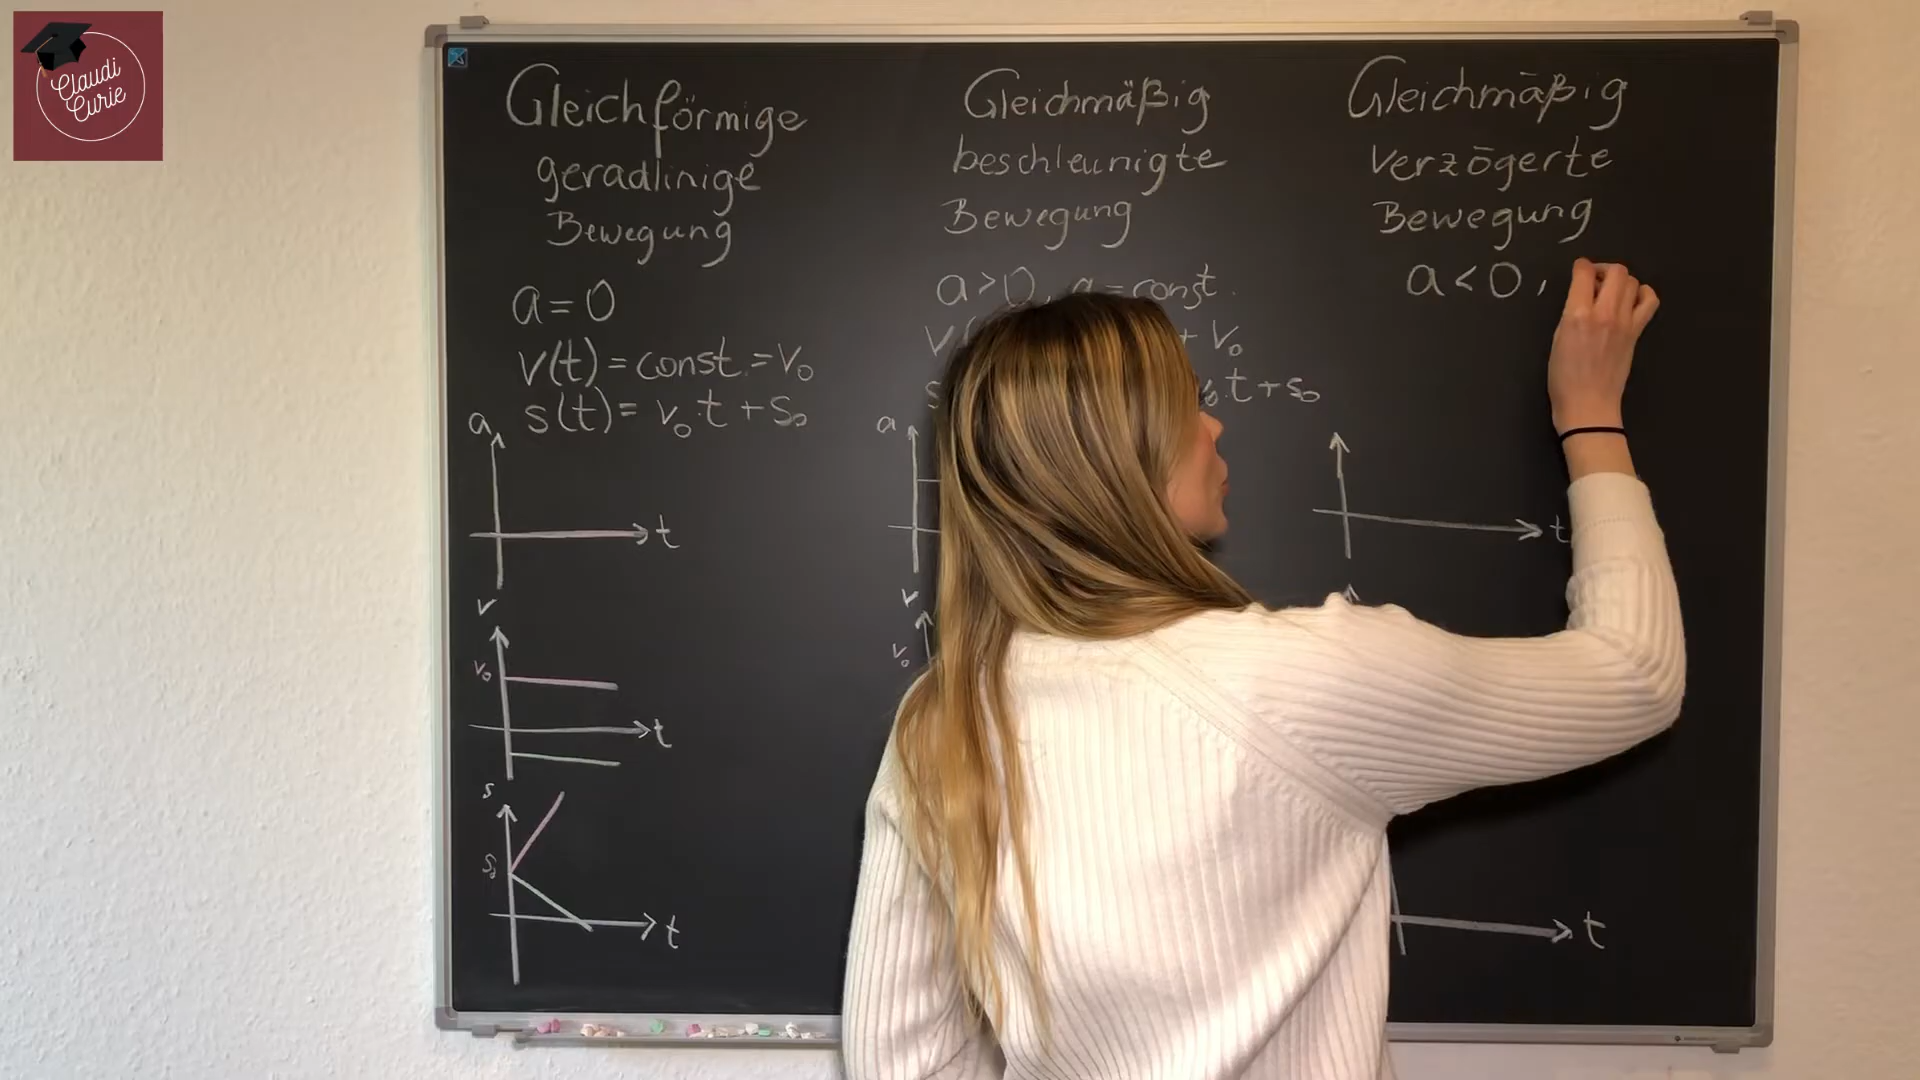 Claudi
Curie
Gleichförmige
geradlinige
Bewegung
a = 0
v(t) = const. = v₀
s(t) = v₀·t + s₀
a
t
v
v₀
t
s
s₀
t
Gleichmäßig
beschleunigte
Bewegung
a > 0, a = const.
v( + v₀
s ·t + s₀
a
v
v₀
Gleichmäßig
verzögerte
Bewegung
a < 0,
t
t